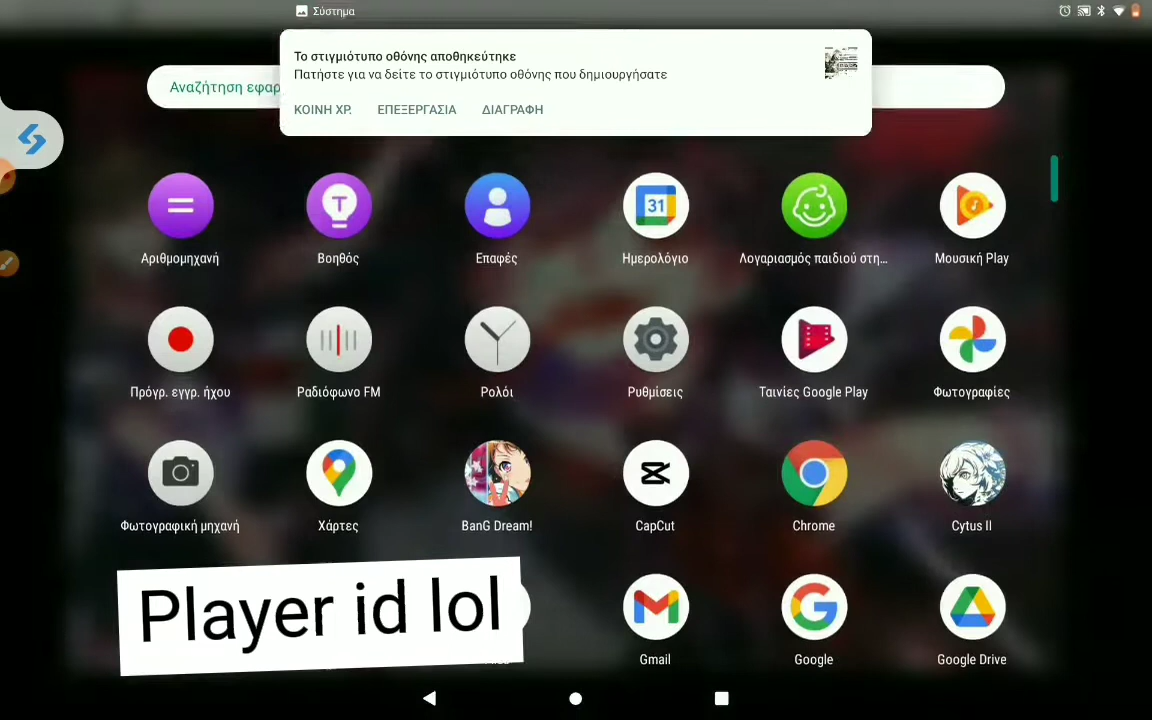 Σύστημα
Το στιγμιότυπο οθόνης αποθηκεύτηκε
Πατήστε για να δείτε το στιγμιότυπο οθόνης που δημιουργήσατε
ΚΟΙΝΗ ΧΡ. ΕΠΕΞΕΡΓΑΣΙΑ ΔΙΑΓΡΑΦΗ
Αναζήτηση εφαρ
31
Αριθμομηχανή Βοηθός Επαφές Ημερολόγιο Λογαριασμός παιδιού στη... Μουσική Play
Πρόγρ. εγγρ. ήχου Ραδιόφωνο FM Ρολόι Ρυθμίσεις Ταινίες Google Play Φωτογραφίες
Φωτογραφική μηχανή Χάρτες BanG Dream! CapCut Chrome Cytus II
Player id lol
Gmail Google Google Drive